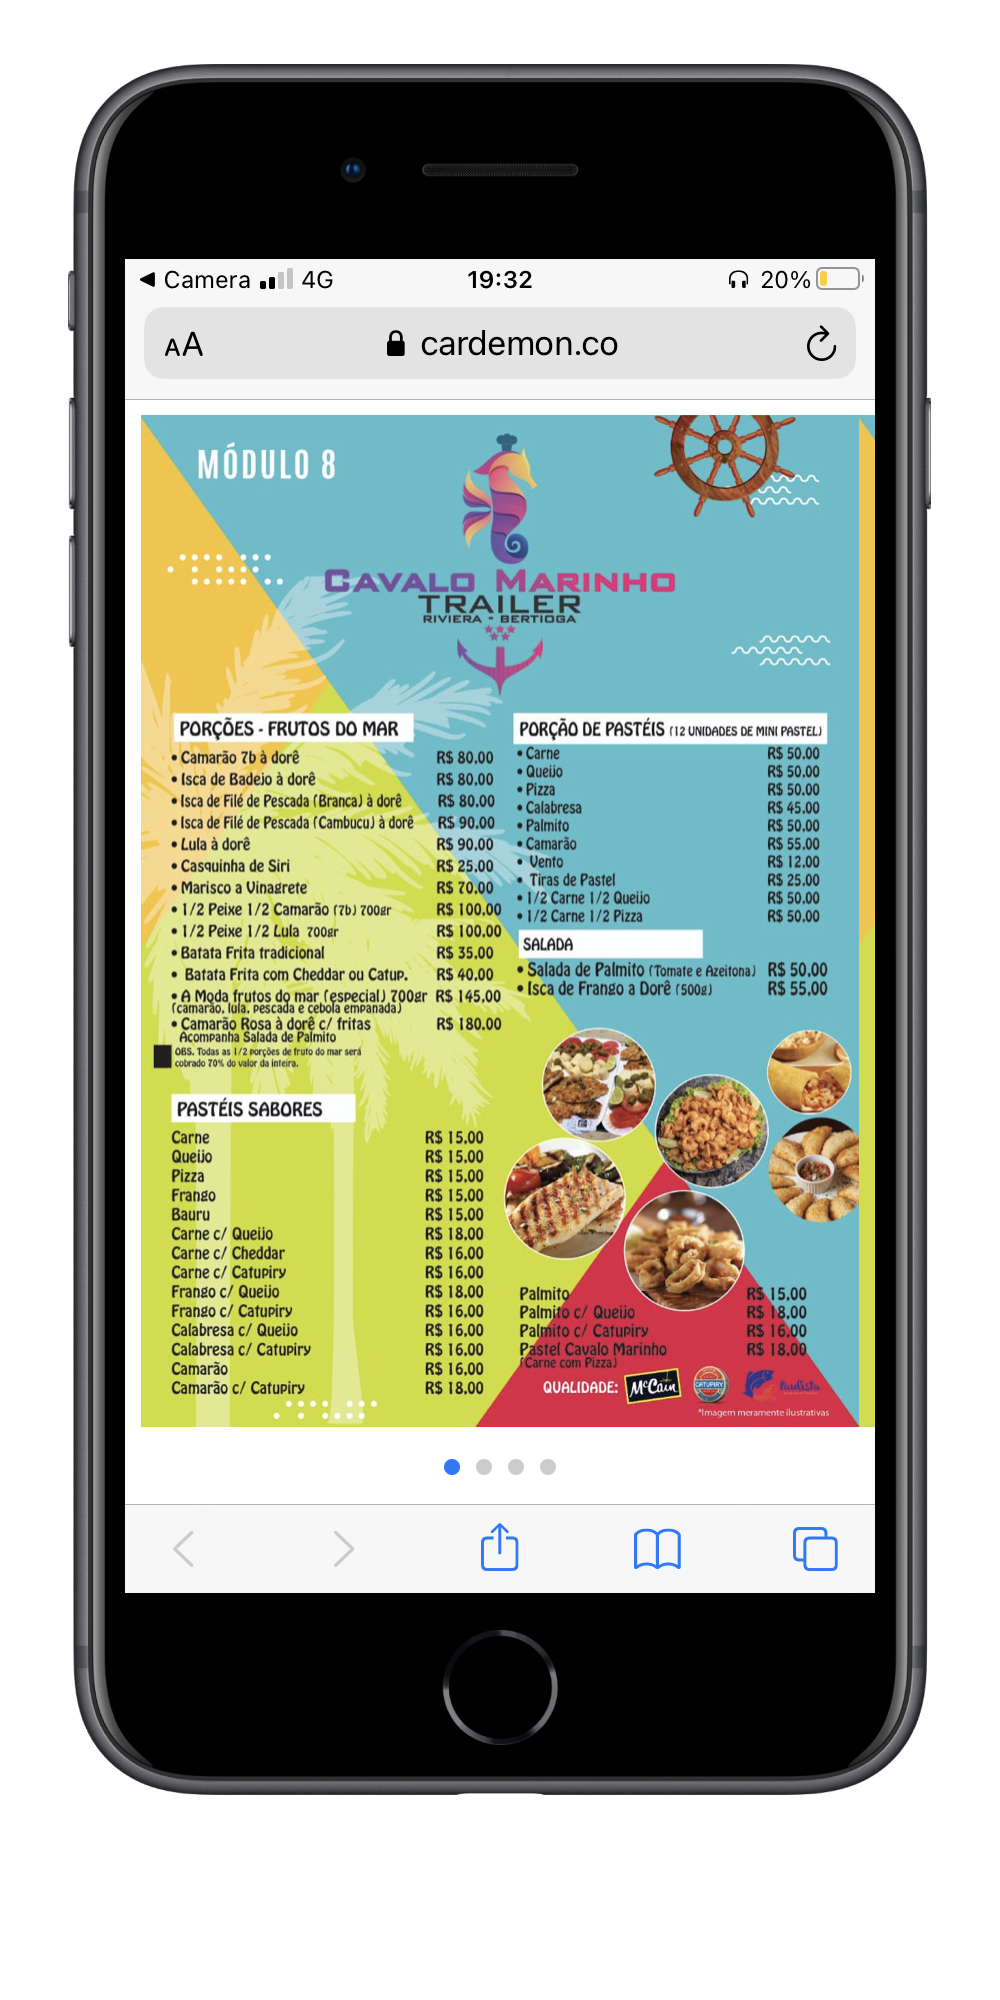 Camera 4G 19:32 20%
AA cardemon.co
MÓDULO 8
CAVALO MARINHO
TRAILER
RIVIERA - BERTIOGA
PORÇÕES - FRUTOS DO MAR
• Camarão 7b à dorê R$ 80.00
• Isca de Badejo à dorê R$ 80.00
• Isca de Filé de Pescada (Branca) à dorê R$ 80.00
• Isca de Filé de Pescada (Cambucu) à dorê R$ 90.00
• Lula à dorê R$ 90.00
• Casquinha de Siri R$ 25.00
• Marisco a Vinagrete R$ 70.00
• 1/2 Peixe 1/2 Camarão (7b) 700gr R$ 100.00
• 1/2 Peixe 1/2 Lula 700gr R$ 100.00
• Batata Frita tradicional R$ 35.00
• Batata Frita com Cheddar ou Catup. R$ 40.00
• A Moda frutos do mar (especial) 700gr R$ 145.00
(camarão, lula, pescada e cebola empanada)
• Camarão Rosa à dorê c/ fritas R$ 180.00
Acompanha Salada de Palmito
OBS. Todas as 1/2 porções de fruto do mar será
cobrado 70% do valor da inteira.
PORÇÃO DE PASTÉIS (12 UNIDADES DE MINI PASTEL)
• Carne R$ 50.00
• Queijo R$ 50.00
• Pizza R$ 50.00
• Calabresa R$ 45.00
• Palmito R$ 50.00
• Camarão R$ 55.00
• Vento R$ 12.00
• Tiras de Pastel R$ 25.00
• 1/2 Carne 1/2 Queijo R$ 50.00
• 1/2 Carne 1/2 Pizza R$ 50.00
SALADA
• Salada de Palmito (Tomate e Azeitona) R$ 50,00
• Isca de Frango a Dorê (500g) R$ 55,00
PASTÉIS SABORES
Carne R$ 15.00
Queijo R$ 15.00
Pizza R$ 15.00
Frango R$ 15.00
Bauru R$ 15.00
Carne c/ Queijo R$ 18.00
Carne c/ Cheddar R$ 16.00
Carne c/ Catupiry R$ 16.00
Frango c/ Queijo R$ 18.00
Frango c/ Catupiry R$ 16.00
Calabresa c/ Queijo R$ 16.00
Calabresa c/ Catupiry R$ 16.00
Camarão R$ 16.00
Camarão c/ Catupiry R$ 18.00
Palmito R$ 15.00
Palmito c/ Queijo R$ 18.00
Palmito c/ Catupiry R$ 16.00
Pastel Cavalo Marinho R$ 18.00
(Carne com Pizza)
QUALIDADE: McCain CATUPIRY Paulista
*Imagem meramente ilustrativas